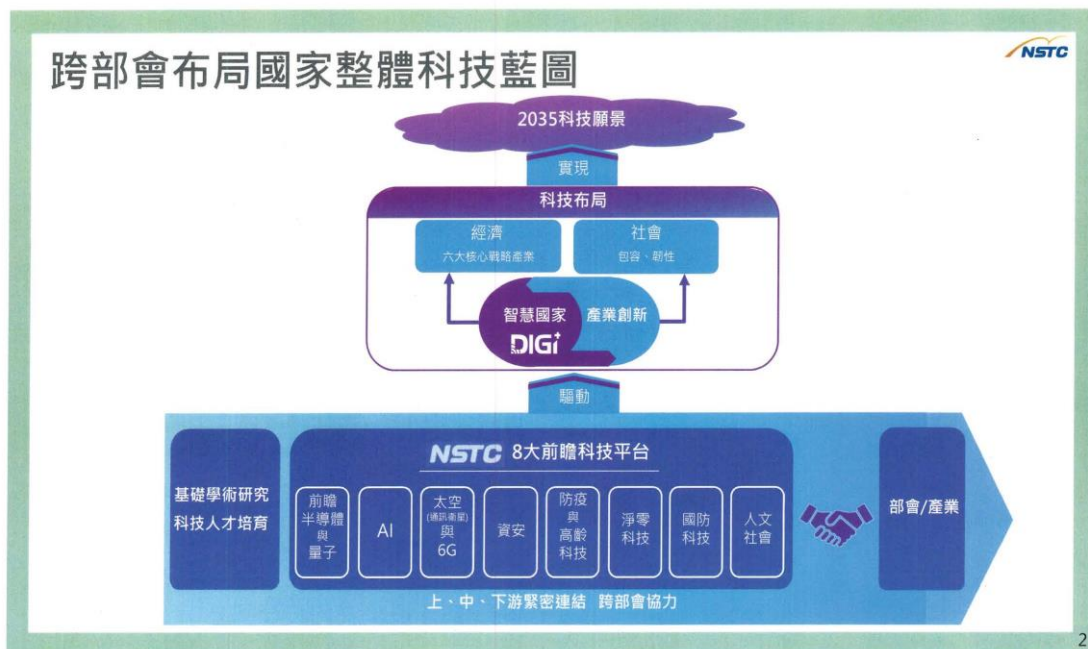 跨部會布局國家整體科技藍圖
NSTC
2035科技願景
實現
科技布局
經濟
六大核心戰略產業
社會
包容、韌性
智慧國家
DIGi+
產業創新
驅動
基礎學術研究
科技人才培育
NSTC 8大前瞻科技平台
前瞻
半導體
與
量子
AI
太空
(通訊衛星)
與
6G
資安
防疫
與
高齡
科技
淨零
科技
國防
科技
人文
社會
部會/產業
上、中、下游緊密連結 跨部會協力
2